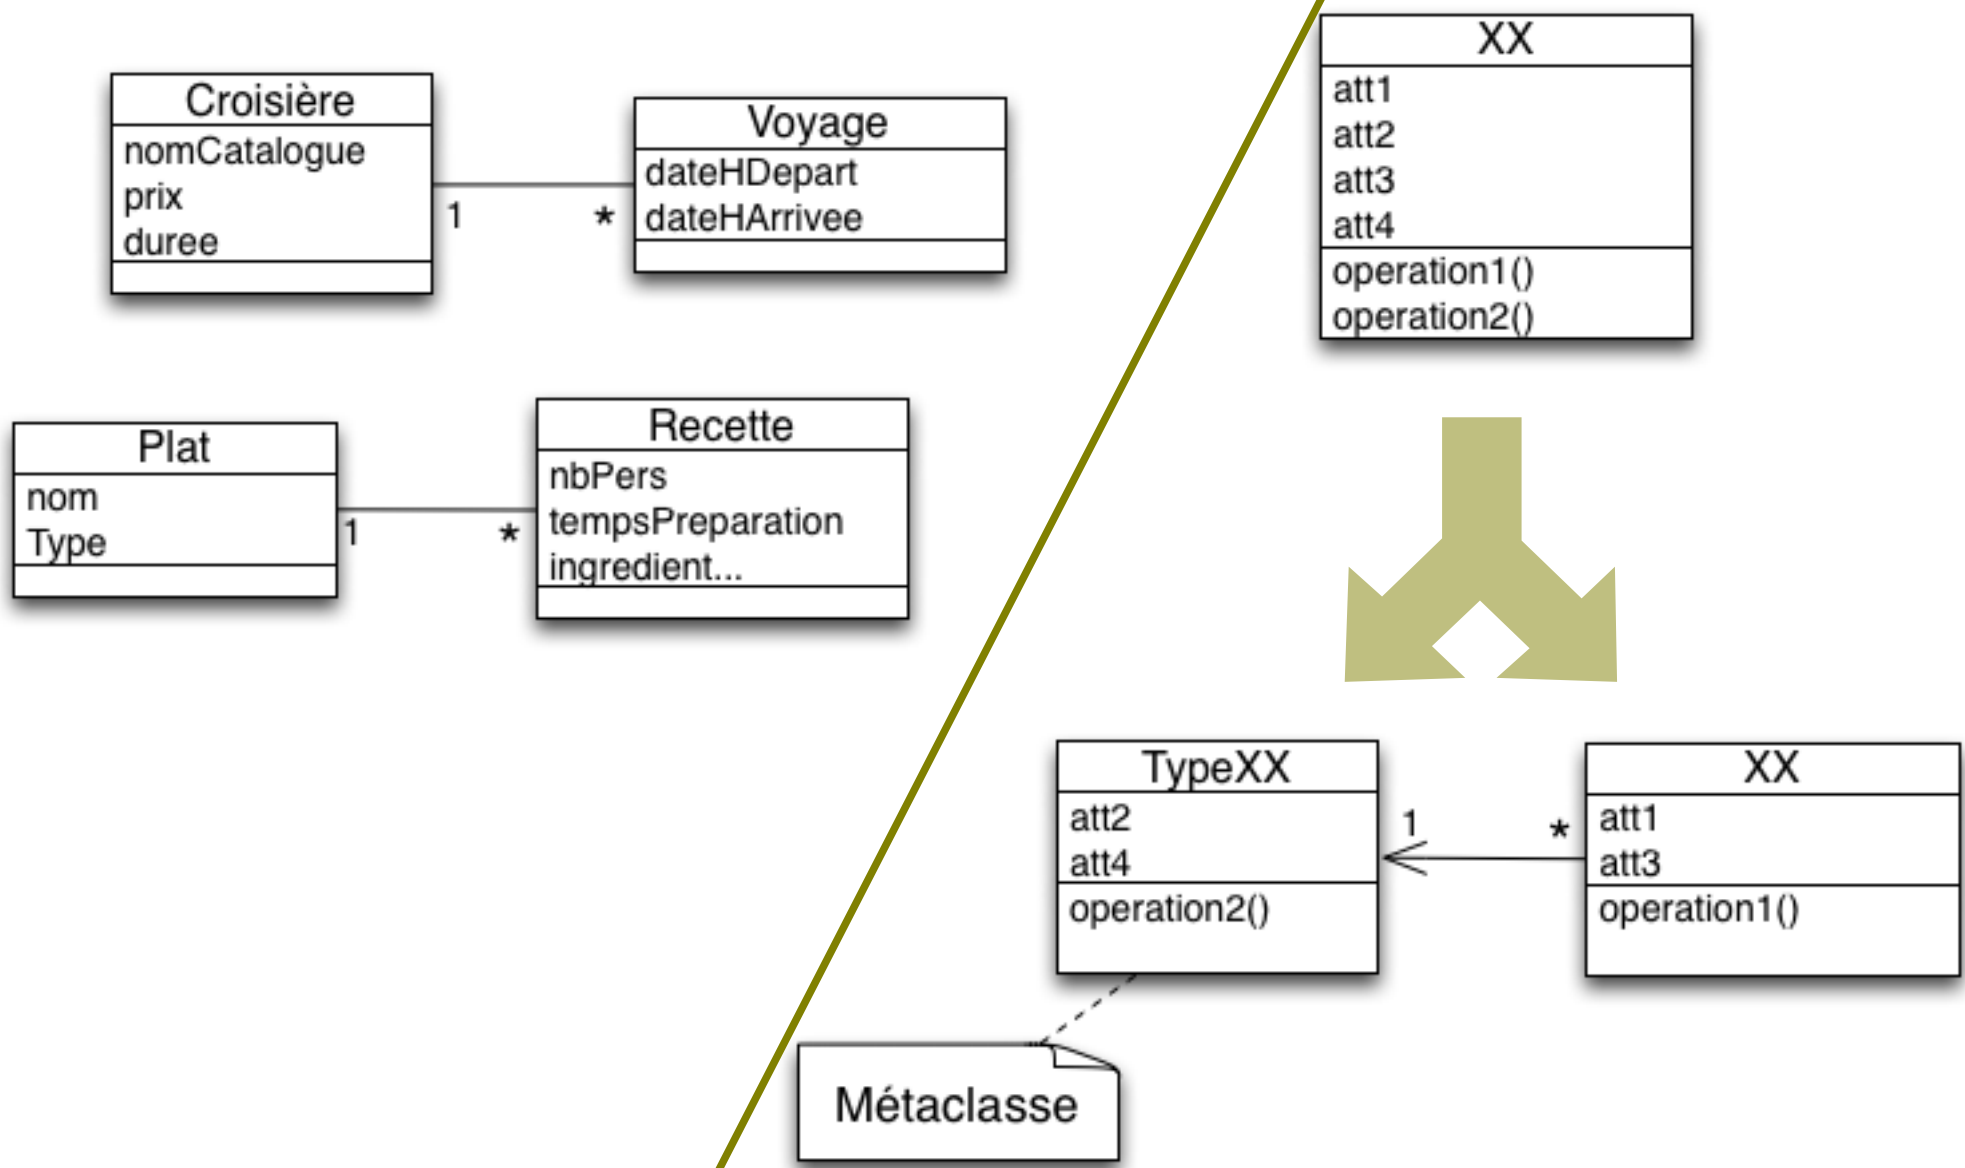 Croisière
nomCatalogue
prix
duree
1
*
Voyage
dateHDepart
dateHArrivee
Plat
nom
Type
1
*
Recette
nbPers
tempsPreparation
ingredient...
XX
att1
att2
att3
att4
operation1()
operation2()
TypeXX
att2
att4
operation2()
1
*
XX
att1
att3
operation1()
Métaclasse